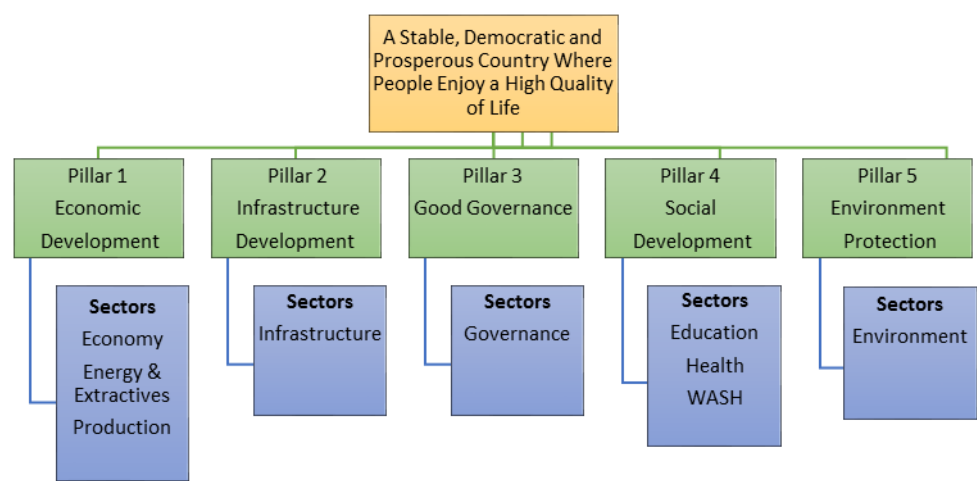 A Stable, Democratic and
Prosperous Country Where
People Enjoy a High Quality
of Life
Pillar 1
Economic
Development
Pillar 2
Infrastructure
Development
Pillar 3
Good Governance
Pillar 4
Social
Development
Pillar 5
Environment
Protection
Sectors
Economy
Energy &
Extractives
Production
Sectors
Infrastructure
Sectors
Governance
Sectors
Education
Health
WASH
Sectors
Environment